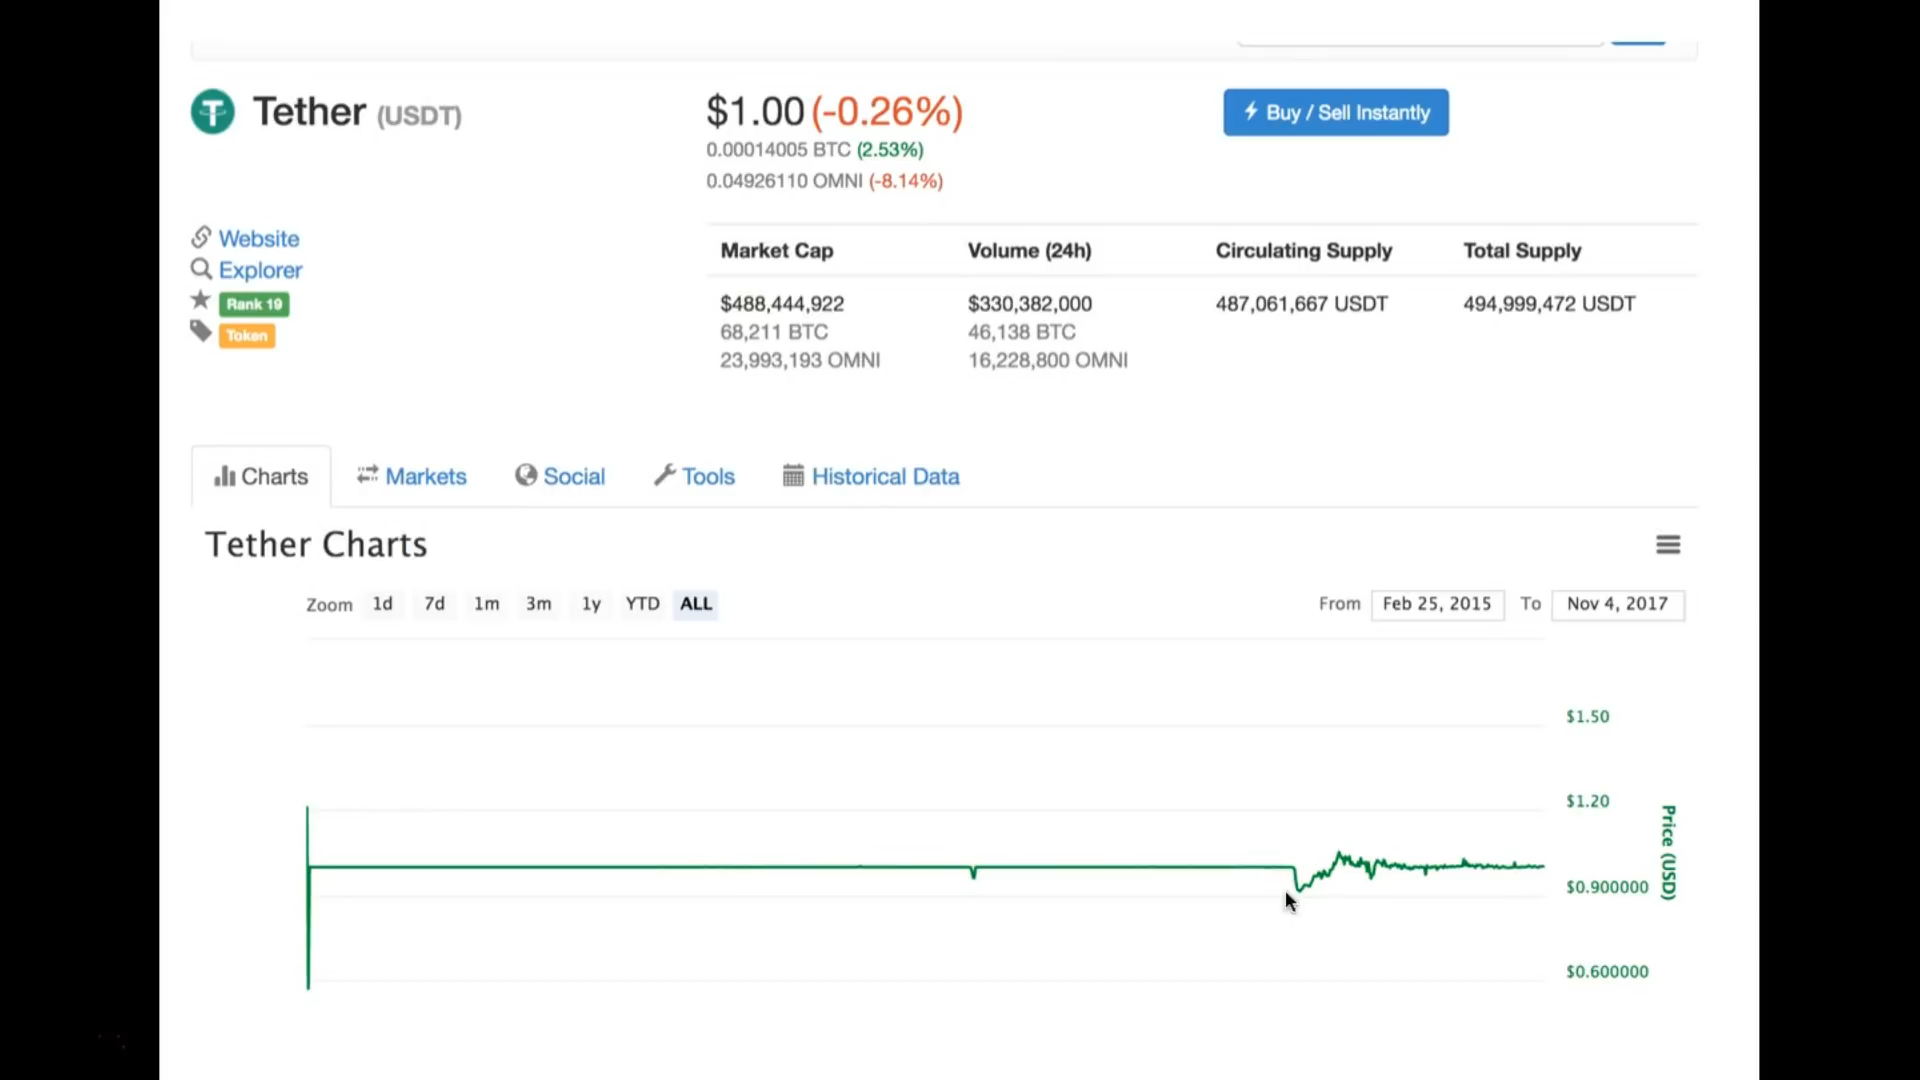 Tether (USDT)
$1.00 (-0.26%)
Buy / Sell Instantly
0.00014005 BTC (2.53%)
0.04926110 OMNI (-8.14%)
Website
Explorer
Rank 19
Token
Market Cap Volume (24h) Circulating Supply Total Supply
$488,444,922 $330,382,000 487,061,667 USDT 494,999,472 USDT
68,211 BTC 46,138 BTC
23,993,193 OMNI 16,228,800 OMNI
Charts Markets Social Tools Historical Data
Tether Charts
Zoom 1d 7d 1m 3m 1y YTD ALL From Feb 25, 2015 To Nov 4, 2017
$1.50
$1.20
$0.900000
$0.600000
Price (USD)